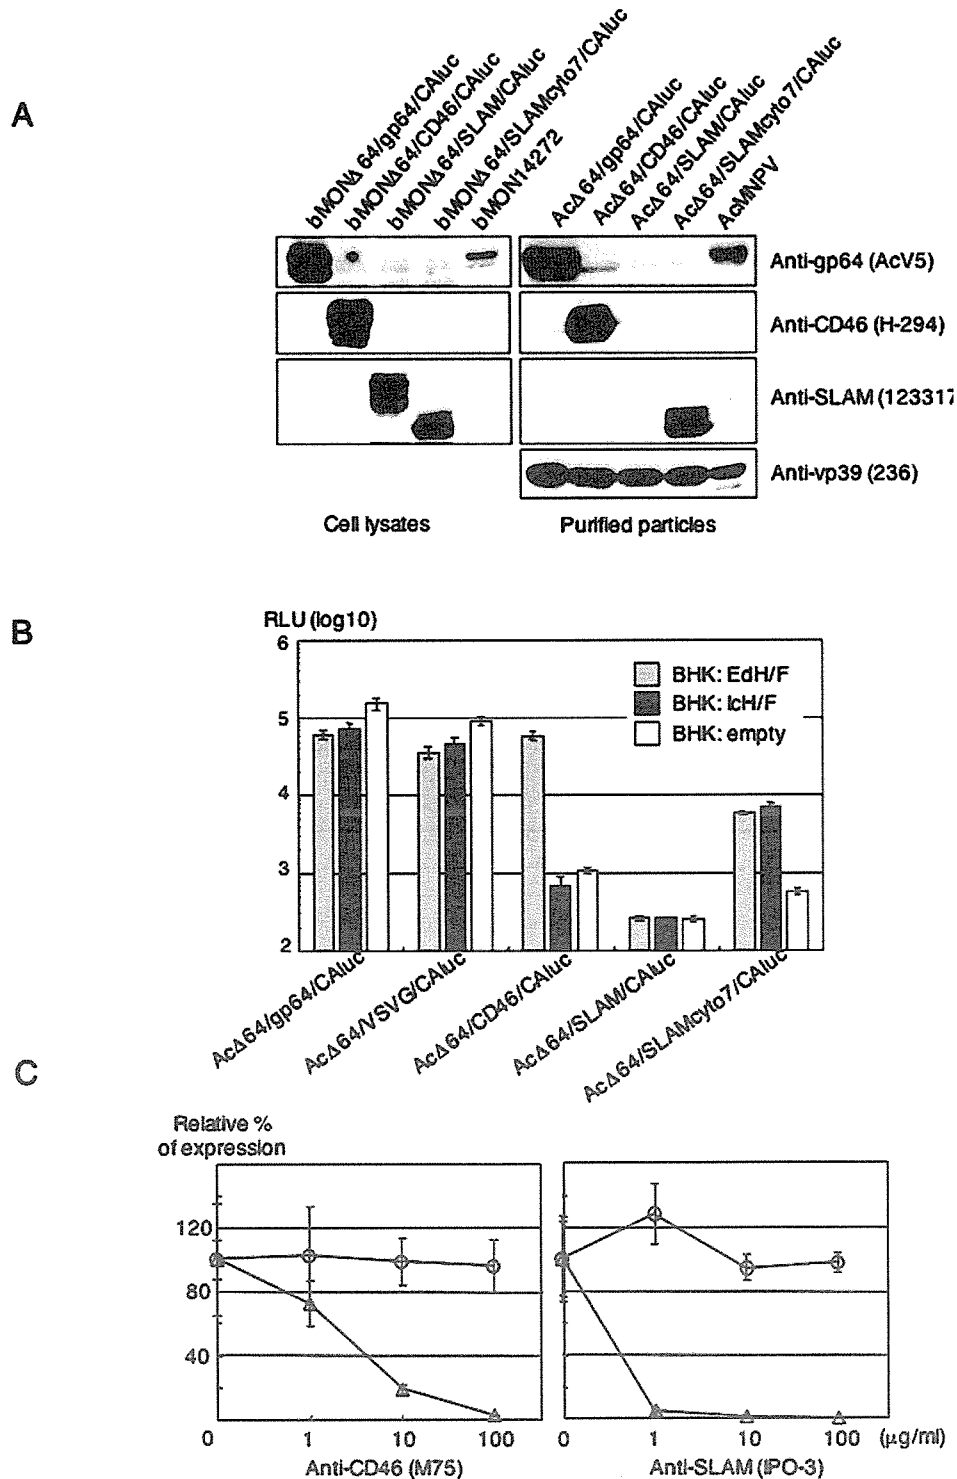 A
bMONΔ64/gp64/CAluc
bMONΔ64/CD46/CAluc
bMONΔ64/SLAM/CAluc
bMONΔ64/SLAMcyto7/CAluc
bMON14272
AcΔ64/gp64/CAluc
AcΔ64/CD46/CAluc
AcΔ64/SLAM/CAluc
AcΔ64/SLAMcyto7/CAluc
AcMNPV
Anti-gp64 (AcV5)
Anti-CD46 (H-294)
Anti-SLAM (123317
Anti-vp39 (236)
Cell lysates
Purified particles
B
RLU (log10)
6
5
4
3
2
BHK: EdH/F
BHK: IcH/F
BHK: empty
AcΔ64/gp64/CAluc
AcΔ64/VSVG/CAluc
AcΔ64/CD46/CAluc
AcΔ64/SLAM/CAluc
AcΔ64/SLAMcyto7/CAluc
C
Relative %
of expression
120
80
40
0 1 10 100
0 1 10 100 (μg/ml)
Anti-CD46 (M75)
Anti-SLAM (IPO-3)